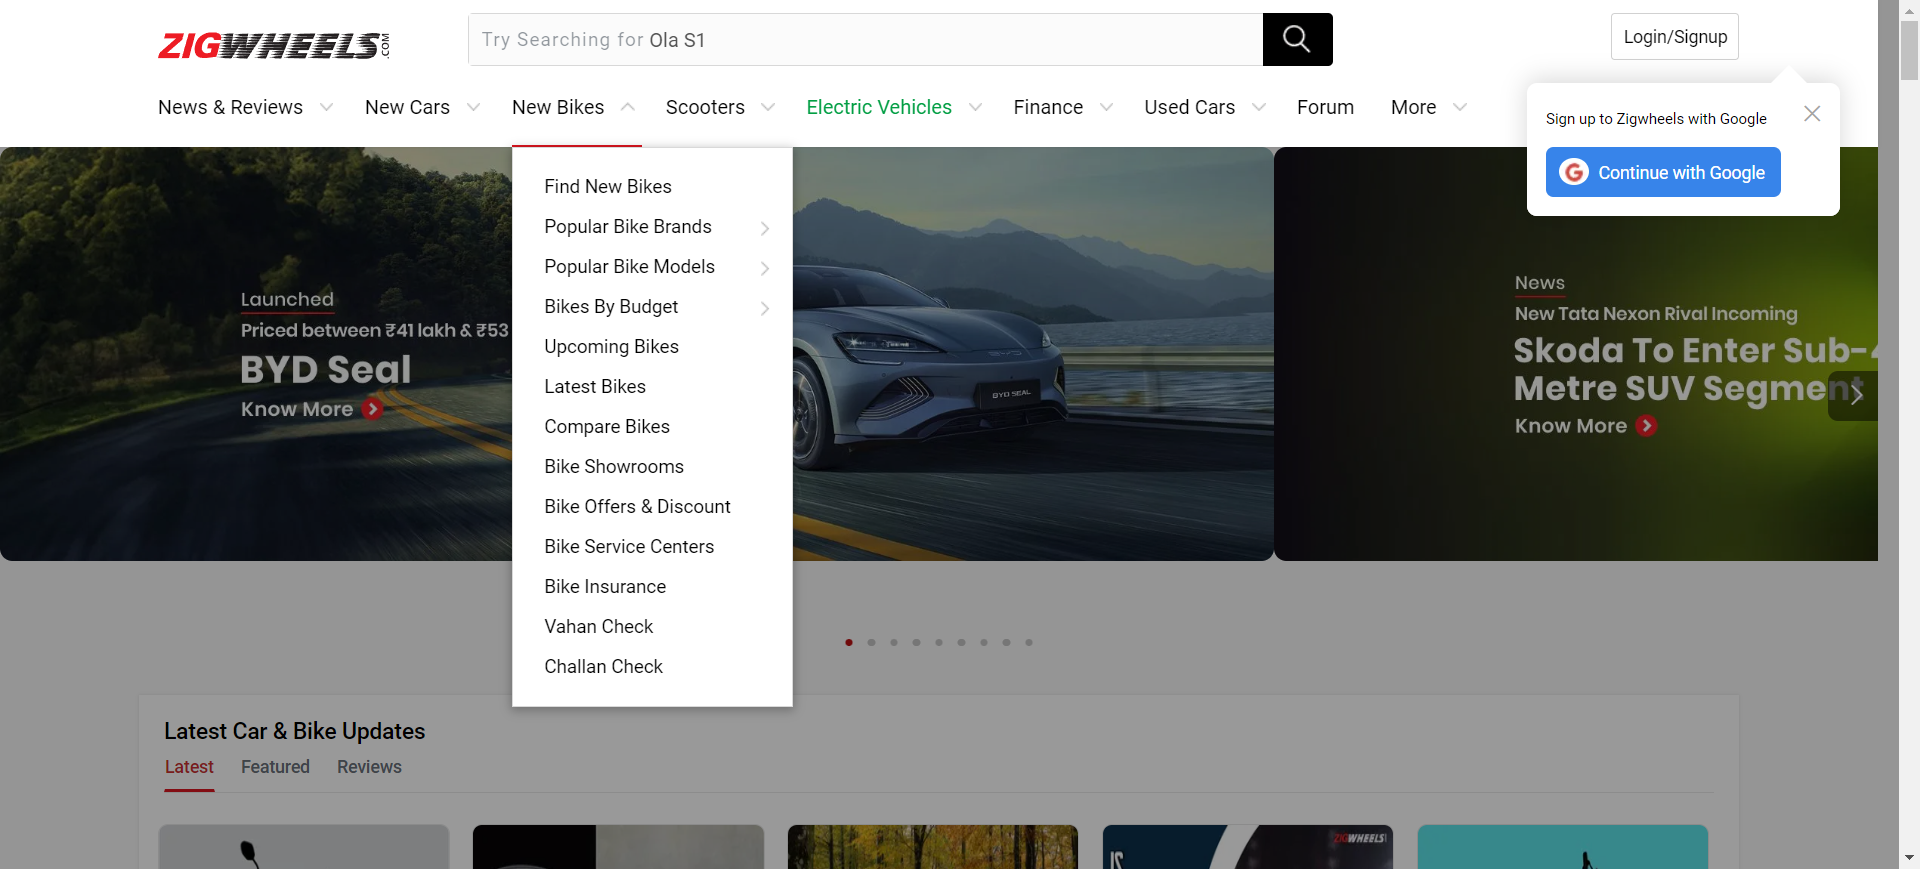 ZIGWHEELS.COM
Try Searching for Ola S1
Login/Signup
News & Reviews
New Cars
New Bikes
Scooters
Electric Vehicles
Finance
Used Cars
Forum
More
Sign up to Zigwheels with Google
Continue with Google
Find New Bikes
Popular Bike Brands
Popular Bike Models
Bikes By Budget
Upcoming Bikes
Latest Bikes
Compare Bikes
Bike Showrooms
Bike Offers & Discount
Bike Service Centers
Bike Insurance
Vahan Check
Challan Check
Launched
Priced between ₹41 lakh & ₹53
BYD Seal
Know More
BYD
BYD SEAL
News
New Tata Nexon Rival Incoming
Skoda To Enter Sub-4
Metre SUV Segment
Know More
Latest Car & Bike Updates
Latest
Featured
Reviews
ZIGWHEELS